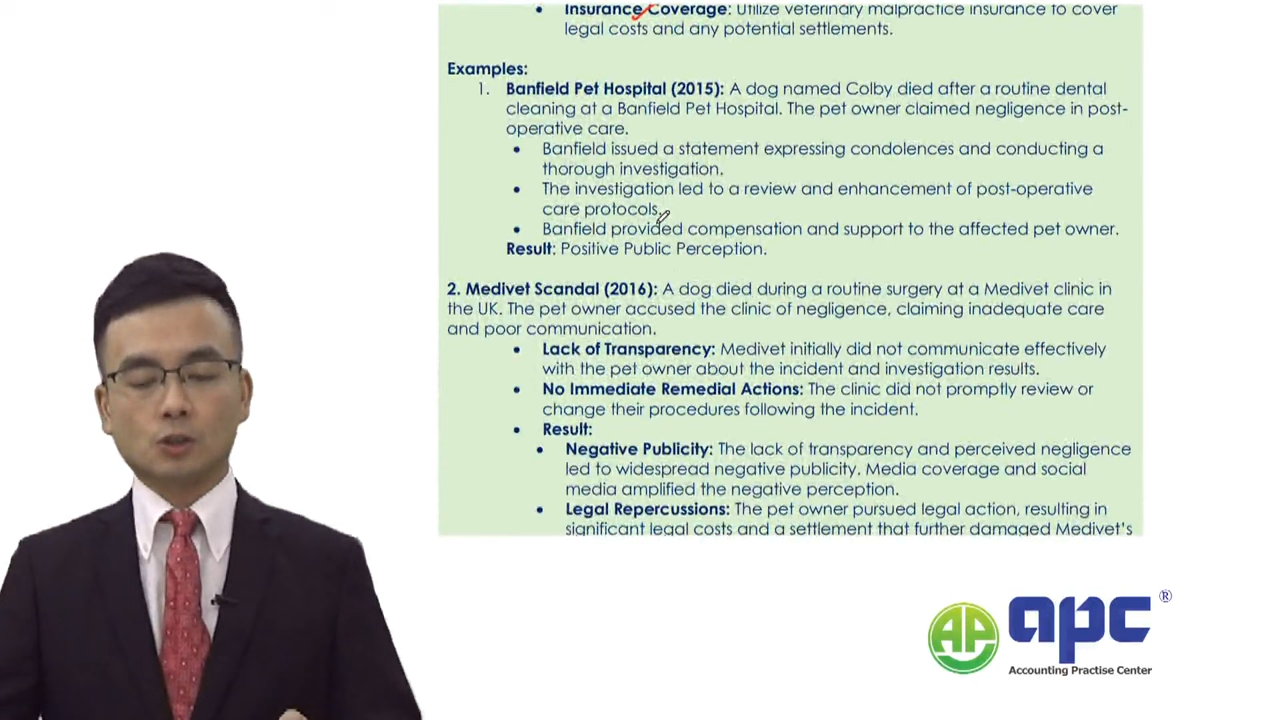 • Insurance Coverage: Utilize veterinary malpractice insurance to cover
legal costs and any potential settlements.
Examples:
1. Banfield Pet Hospital (2015): A dog named Colby died after a routine dental
cleaning at a Banfield Pet Hospital. The pet owner claimed negligence in post-
operative care.
• Banfield issued a statement expressing condolences and conducting a
thorough investigation.
• The investigation led to a review and enhancement of post-operative
care protocols.
• Banfield provided compensation and support to the affected pet owner.
Result: Positive Public Perception.
2. Medivet Scandal (2016): A dog died during a routine surgery at a Medivet clinic in
the UK. The pet owner accused the clinic of negligence, claiming inadequate care
and poor communication.
• Lack of Transparency: Medivet initially did not communicate effectively
with the pet owner about the incident and investigation results.
• No Immediate Remedial Actions: The clinic did not promptly review or
change their procedures following the incident.
• Result:
• Negative Publicity: The lack of transparency and perceived negligence
led to widespread negative publicity. Media coverage and social
media amplified the negative perception.
• Legal Repercussions: The pet owner pursued legal action, resulting in
significant legal costs and a settlement that further damaged Medivet's
AP apc ®
Accounting Practise Center